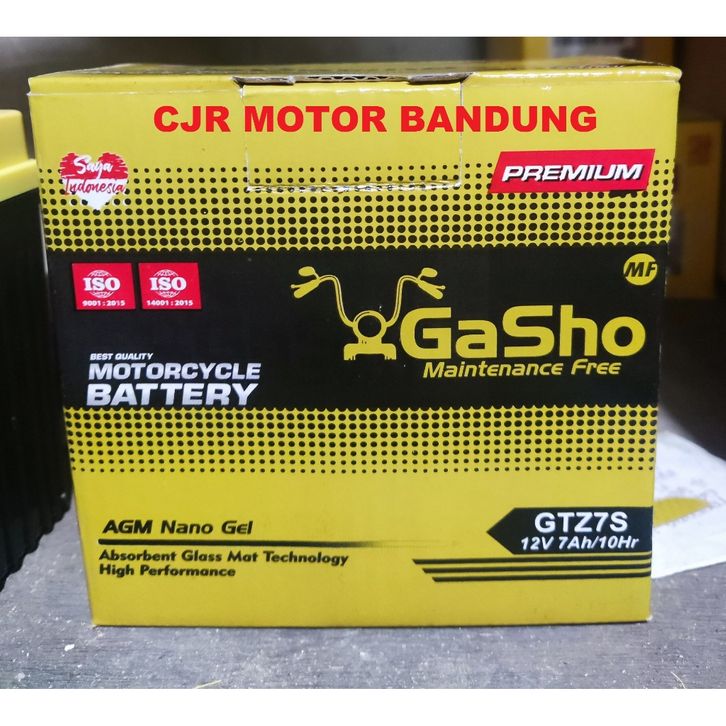 CJR MOTOR BANDUNG
Saya
Indonesia
PREMIUM
ISO
9001 : 2015
ISO
14001 : 2015
MF
GaSho
Maintenance Free
BEST QUALITY
MOTORCYCLE
BATTERY
AGM Nano Gel
Absorbent Glass Mat Technology
High Performance
GTZ7S
12V 7Ah/10Hr